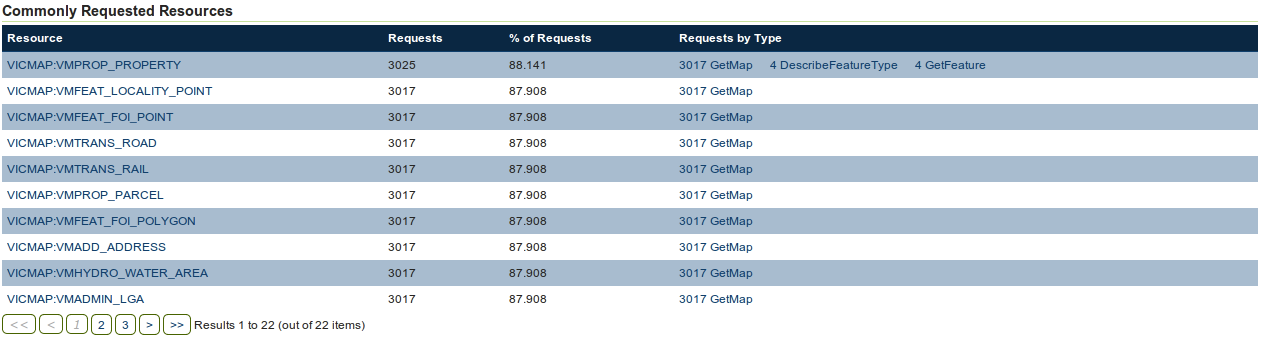 Commonly Requested Resources
Resource Requests % of Requests Requests by Type
VICMAP:VMPROP_PROPERTY 3025 88.141 3017 GetMap 4 DescribeFeatureType 4 GetFeature
VICMAP:VMFEAT_LOCALITY_POINT 3017 87.908 3017 GetMap
VICMAP:VMFEAT_FOI_POINT 3017 87.908 3017 GetMap
VICMAP:VMTRANS_ROAD 3017 87.908 3017 GetMap
VICMAP:VMTRANS_RAIL 3017 87.908 3017 GetMap
VICMAP:VMPROP_PARCEL 3017 87.908 3017 GetMap
VICMAP:VMFEAT_FOI_POLYGON 3017 87.908 3017 GetMap
VICMAP:VMADD_ADDRESS 3017 87.908 3017 GetMap
VICMAP:VMHYDRO_WATER_AREA 3017 87.908 3017 GetMap
VICMAP:VMADMIN_LGA 3017 87.908 3017 GetMap
<< < 1 2 3 > >> Results 1 to 22 (out of 22 items)